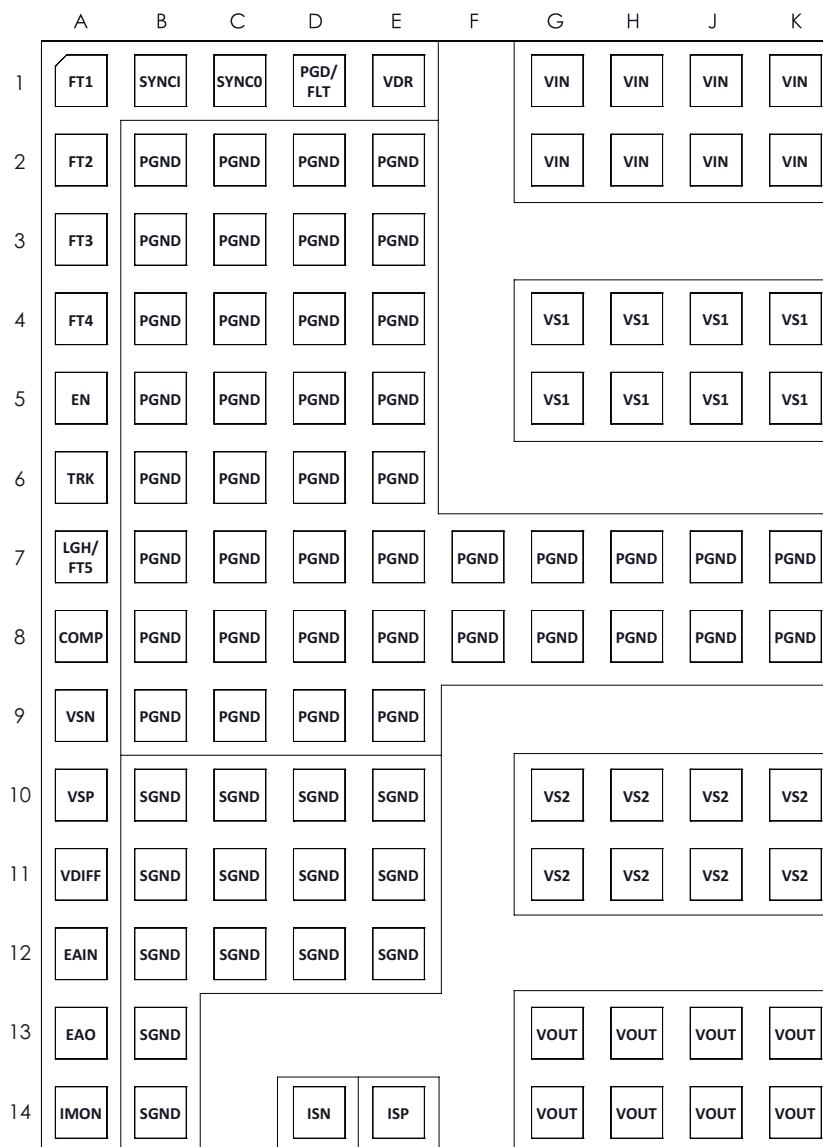 A B C D E F G H J K
1 FT1 SYNCI SYNC0 PGD/ FLT VDR VIN VIN VIN VIN
2 FT2 PGND PGND PGND PGND VIN VIN VIN VIN
3 FT3 PGND PGND PGND PGND
4 FT4 PGND PGND PGND PGND VS1 VS1 VS1 VS1
5 EN PGND PGND PGND PGND VS1 VS1 VS1 VS1
6 TRK PGND PGND PGND PGND
7 LGH/ FT5 PGND PGND PGND PGND PGND PGND PGND PGND PGND
8 COMP PGND PGND PGND PGND PGND PGND PGND PGND PGND
9 VSN PGND PGND PGND PGND
10 VSP SGND SGND SGND SGND VS2 VS2 VS2 VS2
11 VDIFF SGND SGND SGND SGND VS2 VS2 VS2 VS2
12 EAIN SGND SGND SGND SGND
13 EAO SGND VOUT VOUT VOUT VOUT
14 IMON SGND ISN ISP VOUT VOUT VOUT VOUT